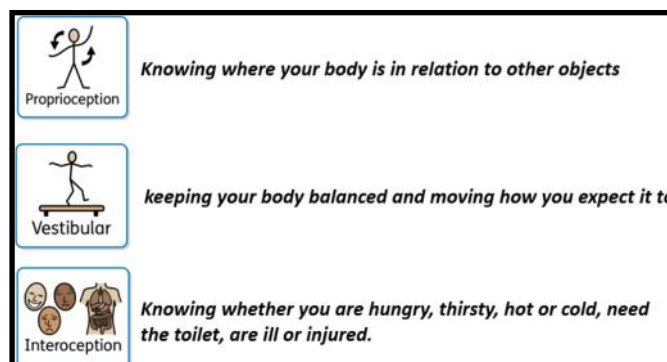 Proprioception
Knowing where your body is in relation to other objects
Vestibular
keeping your body balanced and moving how you expect it to
Interoception
Knowing whether you are hungry, thirsty, hot or cold, need
the toilet, are ill or injured.